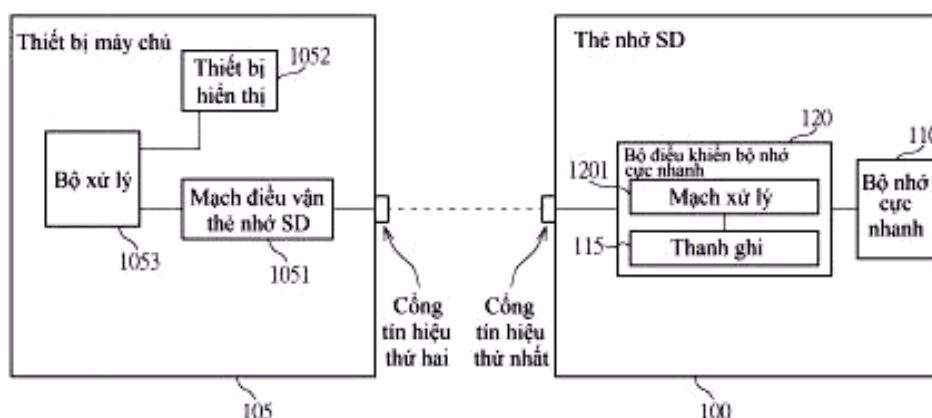 Thiết bị máy chủ
1052
Thiết bị
hiển thị
Bộ xử lý
1053
Mạch điều vận
thẻ nhớ SD
1051
Cổng
tín hiệu
thứ hai
105
Thẻ nhớ SD
120
110
Bộ điều khiển bộ nhớ
cực nhanh
1201
Mạch xử lý
115
Thanh ghi
Bộ nhớ
cực
nhanh
Cổng
tín hiệu
thứ nhất
100